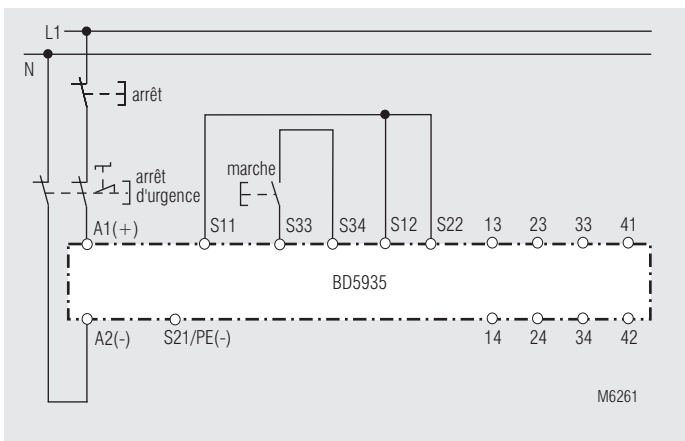 L1
N
arrêt
arrêt
d'urgence
marche
A1(+)
S11
S33
S34
S12
S22
13
23
33
41
BD5935
A2(-)
S21/PE(-)
14
24
34
42
M6261